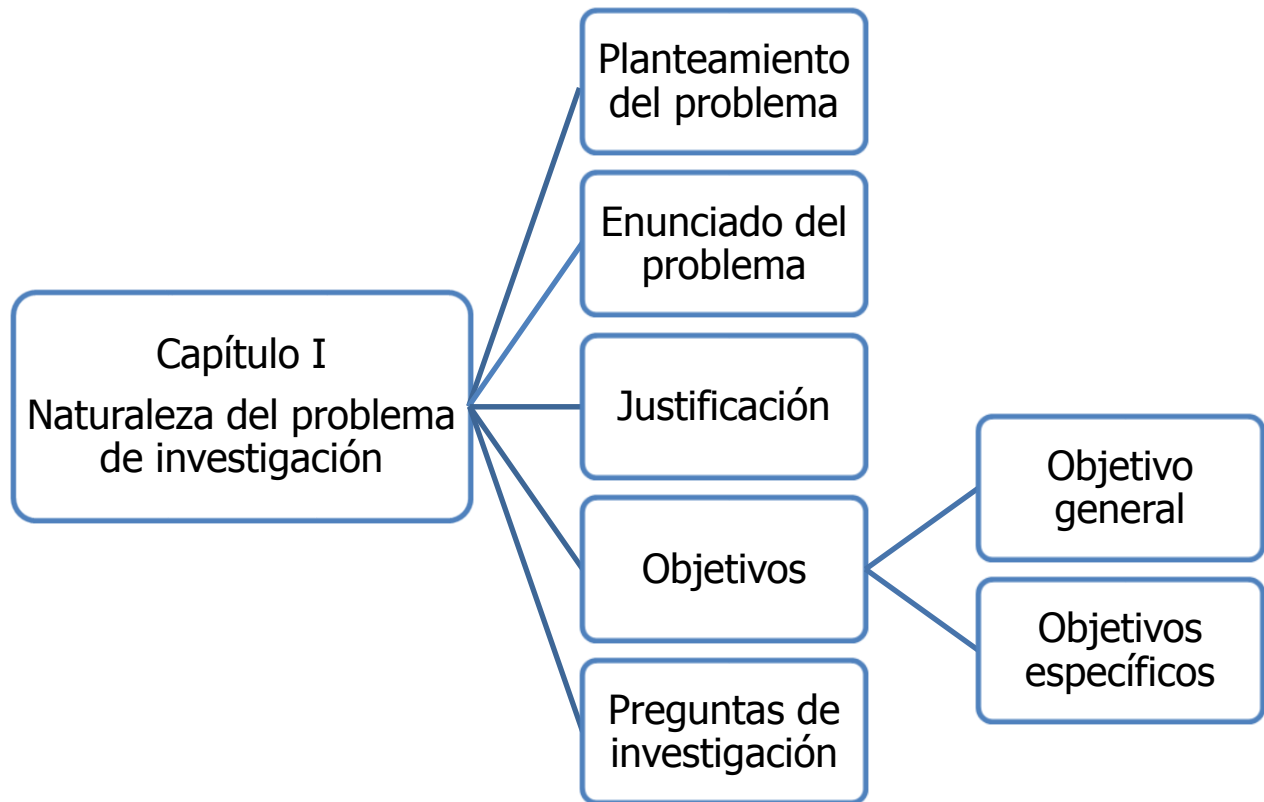 Capítulo I
Naturaleza del problema
de investigación
Planteamiento
del problema
Enunciado del
problema
Justificación
Objetivos
Objetivo
general
Objetivos
específicos
Preguntas de
investigación